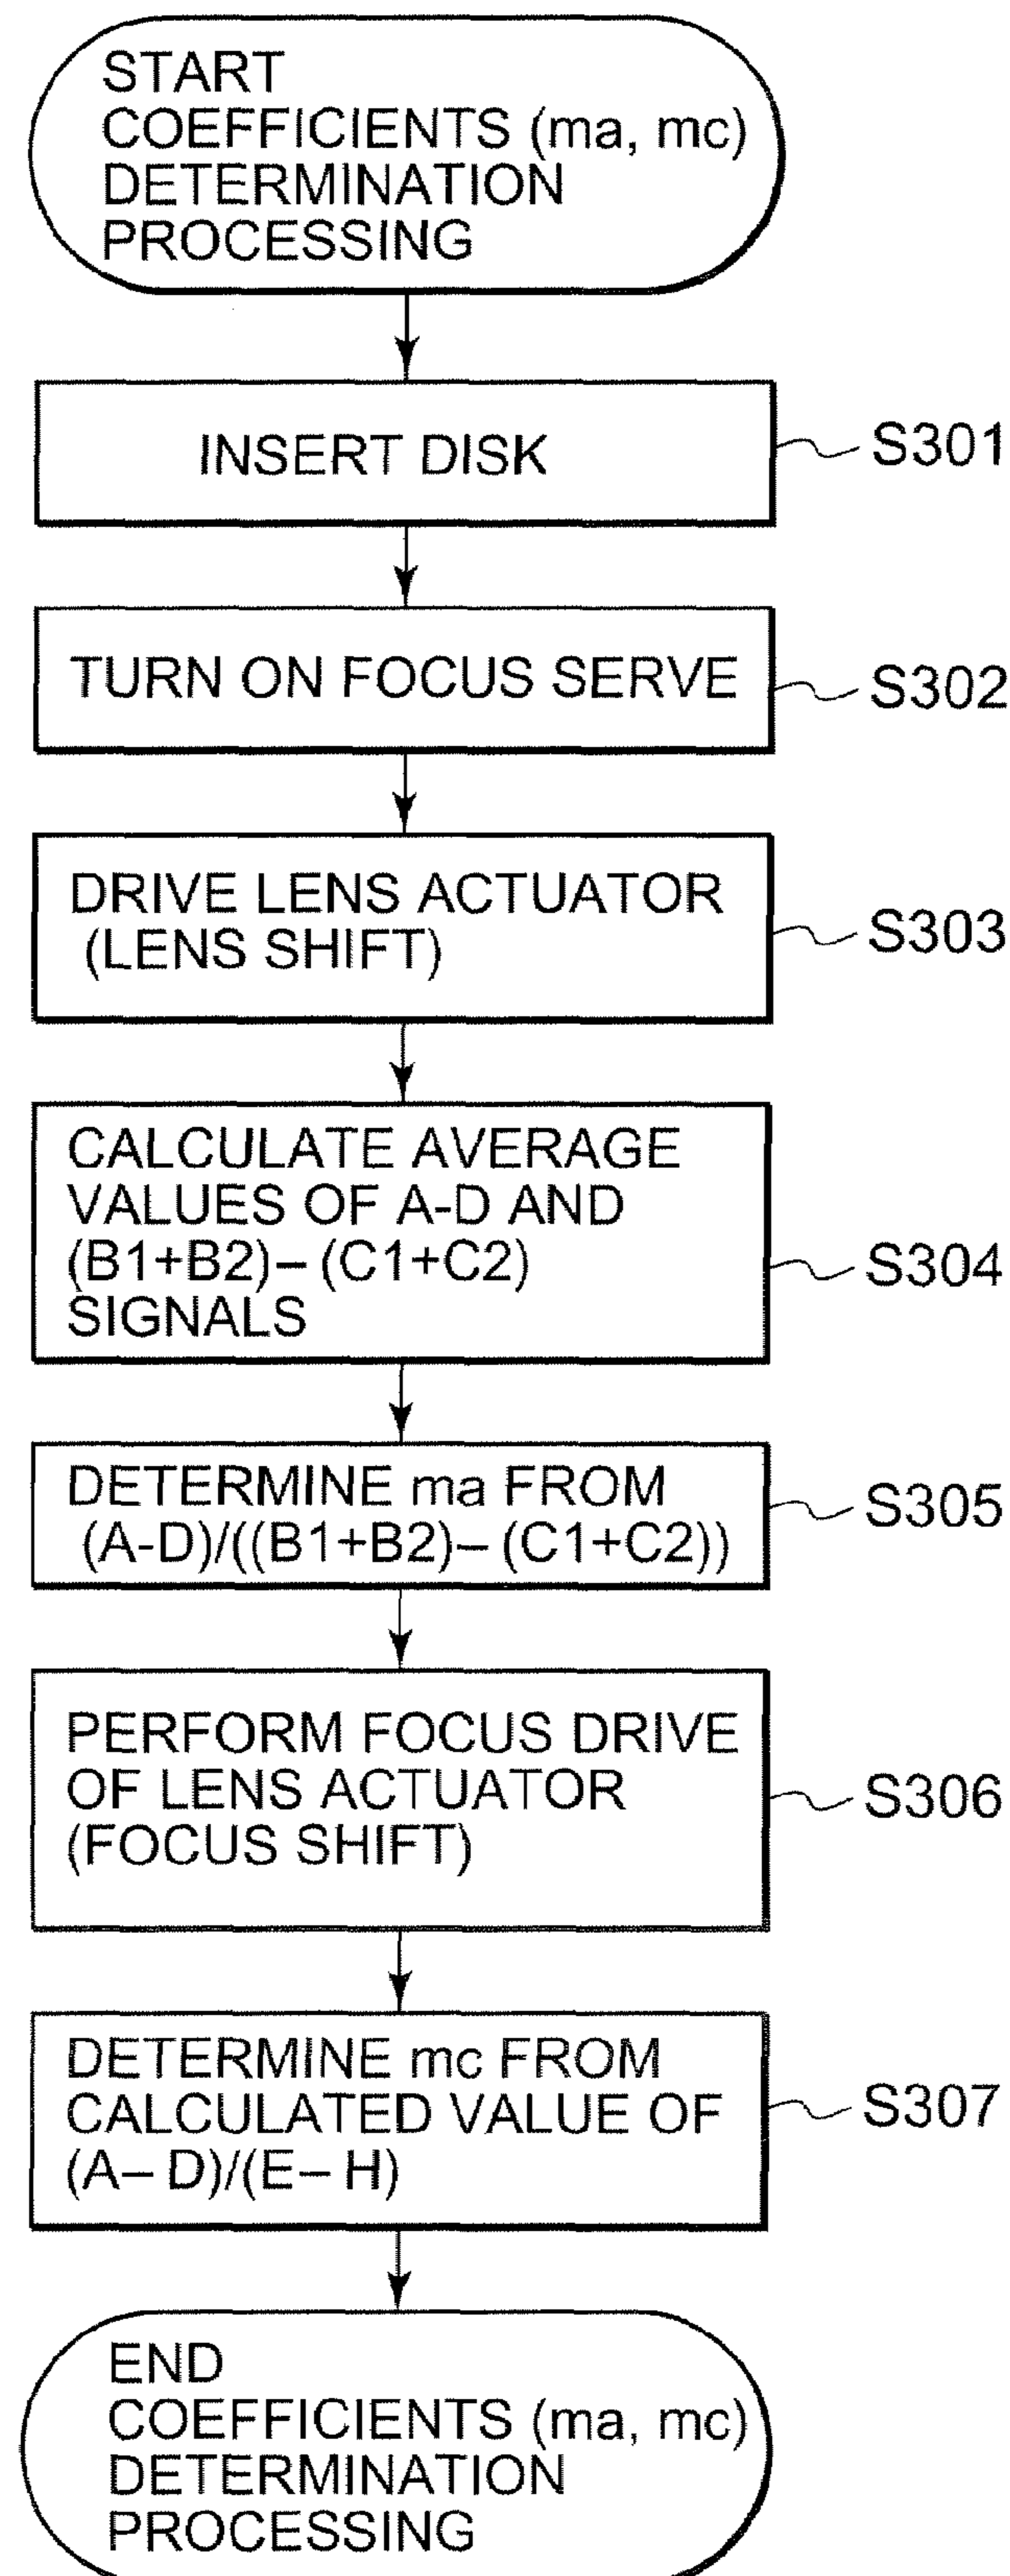 START
COEFFICIENTS (ma, mc)
DETERMINATION
PROCESSING
INSERT DISK
S301
TURN ON FOCUS SERVE
S302
DRIVE LENS ACTUATOR
(LENS SHIFT)
S303
CALCULATE AVERAGE
VALUES OF A-D AND
(B1+B2)– (C1+C2)
SIGNALS
S304
DETERMINE ma FROM
(A-D)/((B1+B2)– (C1+C2))
S305
PERFORM FOCUS DRIVE
OF LENS ACTUATOR
(FOCUS SHIFT)
S306
DETERMINE mc FROM
CALCULATED VALUE OF
(A– D)/(E– H)
S307
END
COEFFICIENTS (ma, mc)
DETERMINATION
PROCESSING